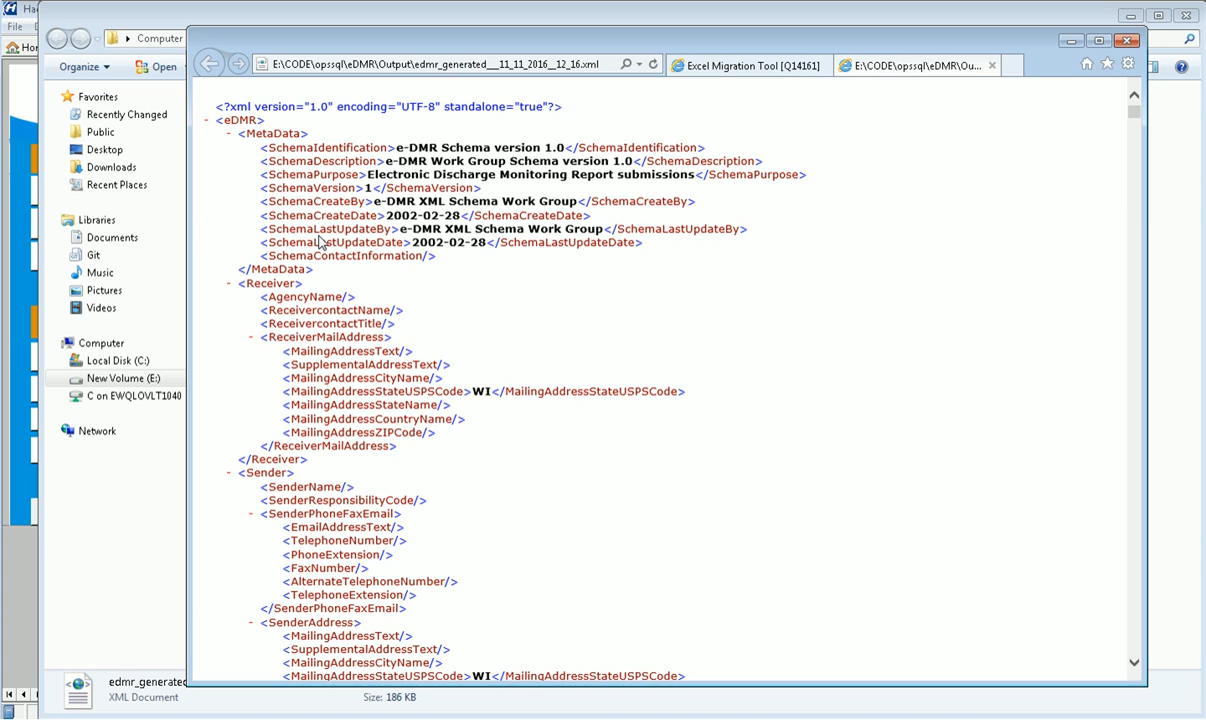 Ha
File
Hor
Computer
Organize
Open
Favorites
Recently Changed
Public
Desktop
Downloads
Recent Places
Libraries
Documents
Git
Music
Pictures
Videos
Computer
Local Disk (C:)
New Volume (E:)
C on EWQLOVLT1040
Network
edmr_generated
XML Document
Size: 186 KB
E:\CODE\opssql\eDMR\Output\edmr_generated__11_11_2016__12_16.xml
Excel Migration Tool [Q14161]
E:\CODE\opssql\eDMR\Ou...
<?xml version="1.0" encoding="UTF-8" standalone="true"?>
- <eDMR>
- <MetaData>
<SchemaIdentification>e-DMR Schema version 1.0</SchemaIdentification>
<SchemaDescription>e-DMR Work Group Schema version 1.0</SchemaDescription>
<SchemaPurpose>Electronic Discharge Monitoring Report submissions</SchemaPurpose>
<SchemaVersion>1</SchemaVersion>
<SchemaCreateBy>e-DMR XML Schema Work Group</SchemaCreateBy>
<SchemaCreateDate>2002-02-28</SchemaCreateDate>
<SchemaLastUpdateBy>e-DMR XML Schema Work Group</SchemaLastUpdateBy>
<SchemaLastUpdateDate>2002-02-28</SchemaLastUpdateDate>
<SchemaContactInformation/>
</MetaData>
- <Receiver>
<AgencyName/>
<ReceivercontactName/>
<ReceivercontactTitle/>
- <ReceiverMailAddress>
<MailingAddressText/>
<SupplementalAddressText/>
<MailingAddressCityName/>
<MailingAddressStateUSPSCode>WI</MailingAddressStateUSPSCode>
<MailingAddressStateName/>
<MailingAddressCountryName/>
<MailingAddressZIPCode/>
</ReceiverMailAddress>
</Receiver>
- <Sender>
<SenderName/>
<SenderResponsibilityCode/>
- <SenderPhoneFaxEmail>
<EmailAddressText/>
<TelephoneNumber/>
<PhoneExtension/>
<FaxNumber/>
<AlternateTelephoneNumber/>
<TelephoneExtension/>
</SenderPhoneFaxEmail>
- <SenderAddress>
<MailingAddressText/>
<SupplementalAddressText/>
<MailingAddressCityName/>
<MailingAddressStateUSPSCode>WI</MailingAddressStateUSPSCode>